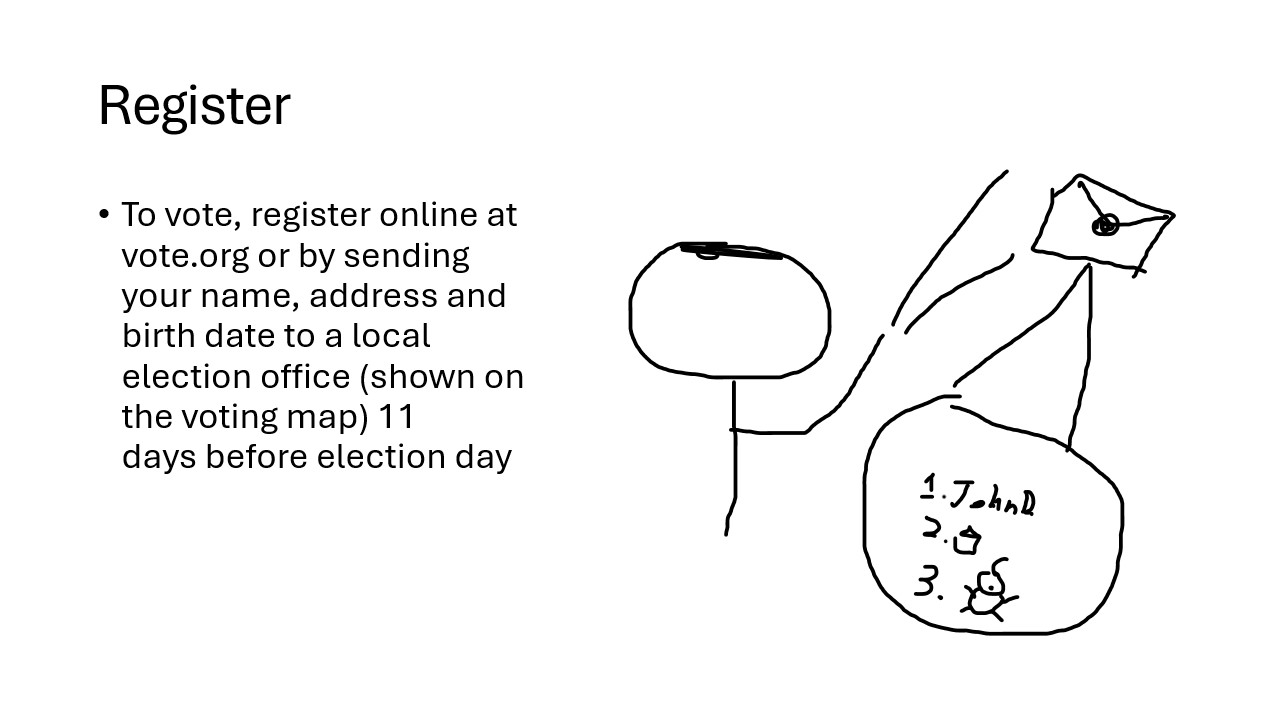 Register
• To vote, register online at
vote.org or by sending
your name, address and
birth date to a local
election office (shown on
the voting map) 11
days before election day
1. John D
2.
3.